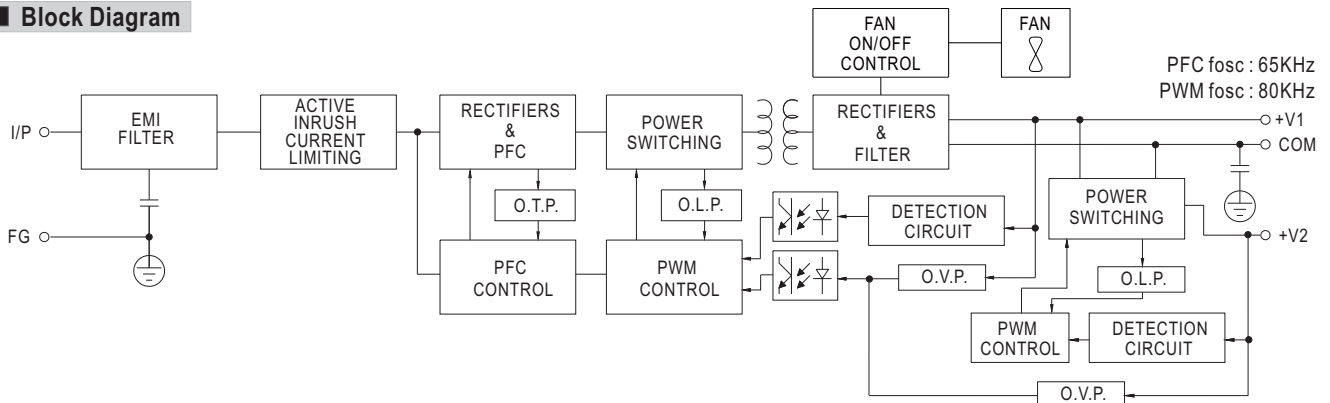 Block Diagram
FAN
ON/OFF
CONTROL
FAN
PFC fosc : 65KHz
PWM fosc : 80KHz
I/P
EMI
FILTER
ACTIVE
INRUSH
CURRENT
LIMITING
RECTIFIERS
&
PFC
POWER
SWITCHING
RECTIFIERS
&
FILTER
+V1
COM
O.T.P.
O.L.P.
DETECTION
CIRCUIT
POWER
SWITCHING
FG
+V2
PFC
CONTROL
PWM
CONTROL
O.V.P.
O.L.P.
PWM
CONTROL
DETECTION
CIRCUIT
O.V.P.